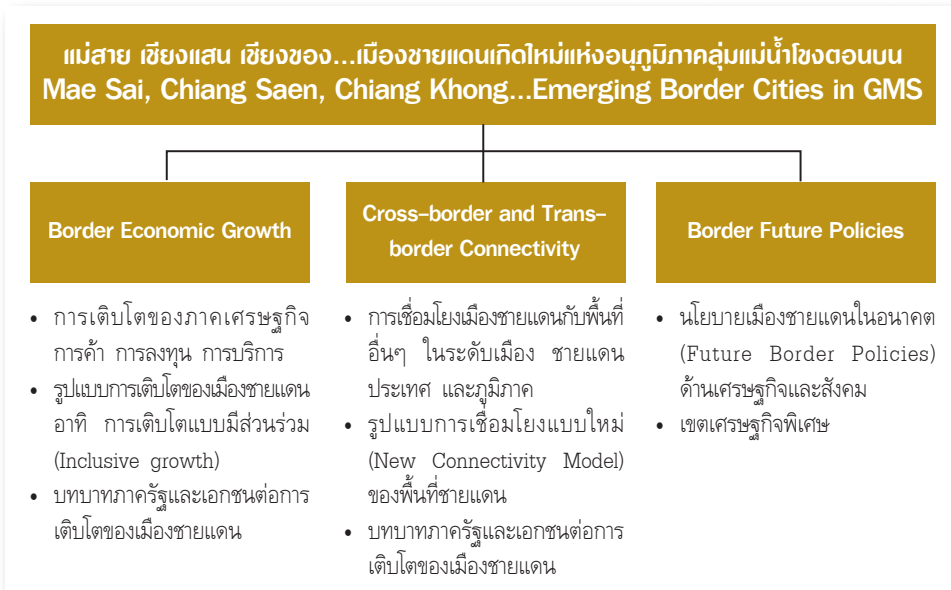 แม่สาย เชียงแสน เชียงของ...เมืองชายแดนเกิดใหม่แห่งอนุภูมิภาคลุ่มแม่น้ำโขงตอนบน
Mae Sai, Chiang Saen, Chiang Khong...Emerging Border Cities in GMS
Border Economic Growth
• การเติบโตของภาคเศรษฐกิจ
การค้า การลงทุน การบริการ
• รูปแบบการเติบโตของเมืองชายแดน
อาทิ การเติบโตแบบมีส่วนร่วม
(Inclusive growth)
• บทบาทภาครัฐและเอกชนต่อการ
เติบโตของเมืองชายแดน
Cross-border and Trans-
border Connectivity
• การเชื่อมโยงเมืองชายแดนกับพื้นที่
อื่นๆ ในระดับเมือง ชายแดน
ประเทศ และภูมิภาค
• รูปแบบการเชื่อมโยงแบบใหม่
(New Connectivity Model)
ของพื้นที่ชายแดน
• บทบาทภาครัฐและเอกชนต่อการ
เติบโตของเมืองชายแดน
Border Future Policies
• นโยบายเมืองชายแดนในอนาคต
(Future Border Policies)
ด้านเศรษฐกิจและสังคม
• เขตเศรษฐกิจพิเศษ